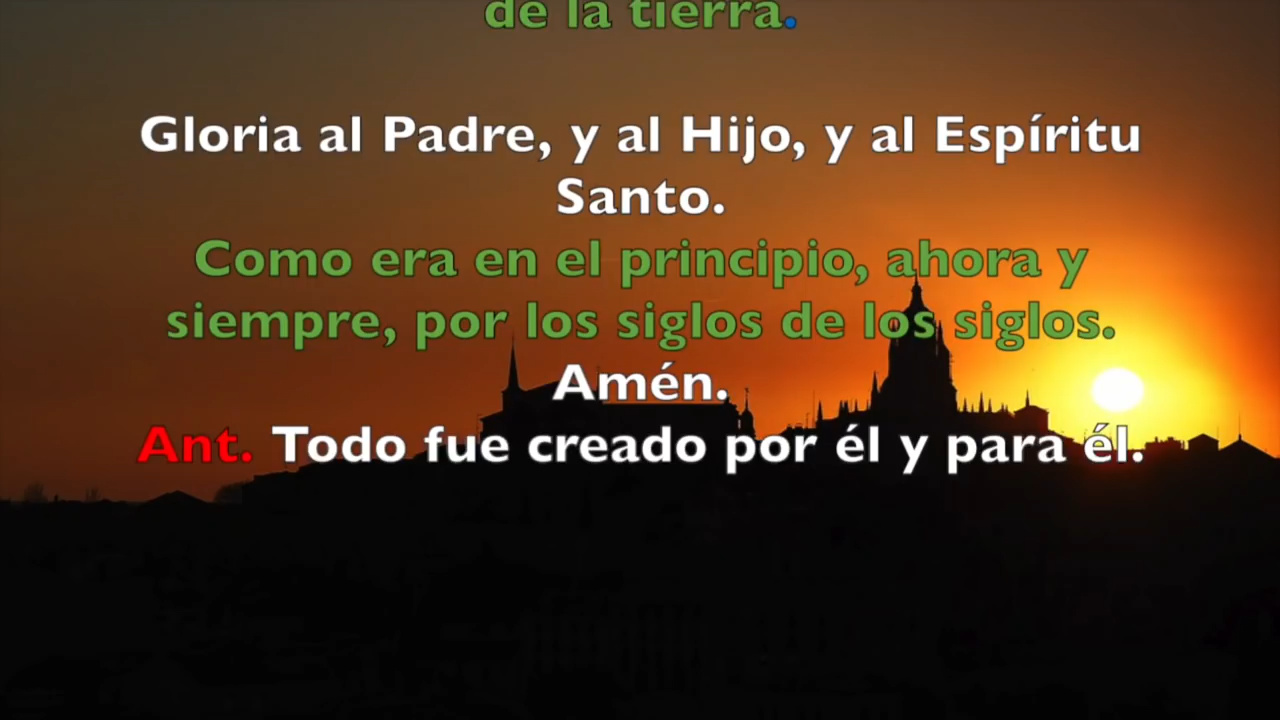 de la tierra.
Gloria al Padre, y al Hijo, y al Espíritu
Santo.
Como era en el principio, ahora y
siempre, por los siglos de los siglos.
Amén.
Ant. Todo fue creado por él y para él.